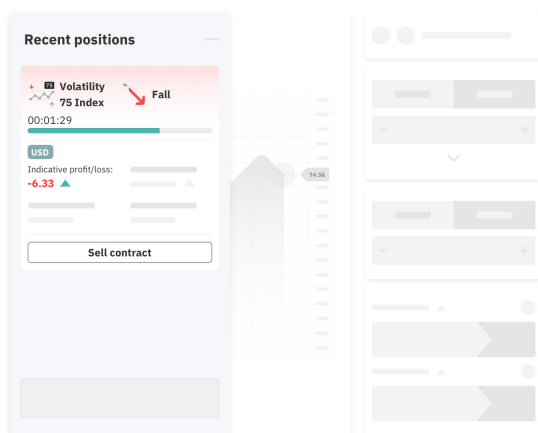 Recent positions
75
Volatility
75 Index
Fall
00:01:29
USD
Indicative profit/loss:
-6.33
Sell contract
74.56